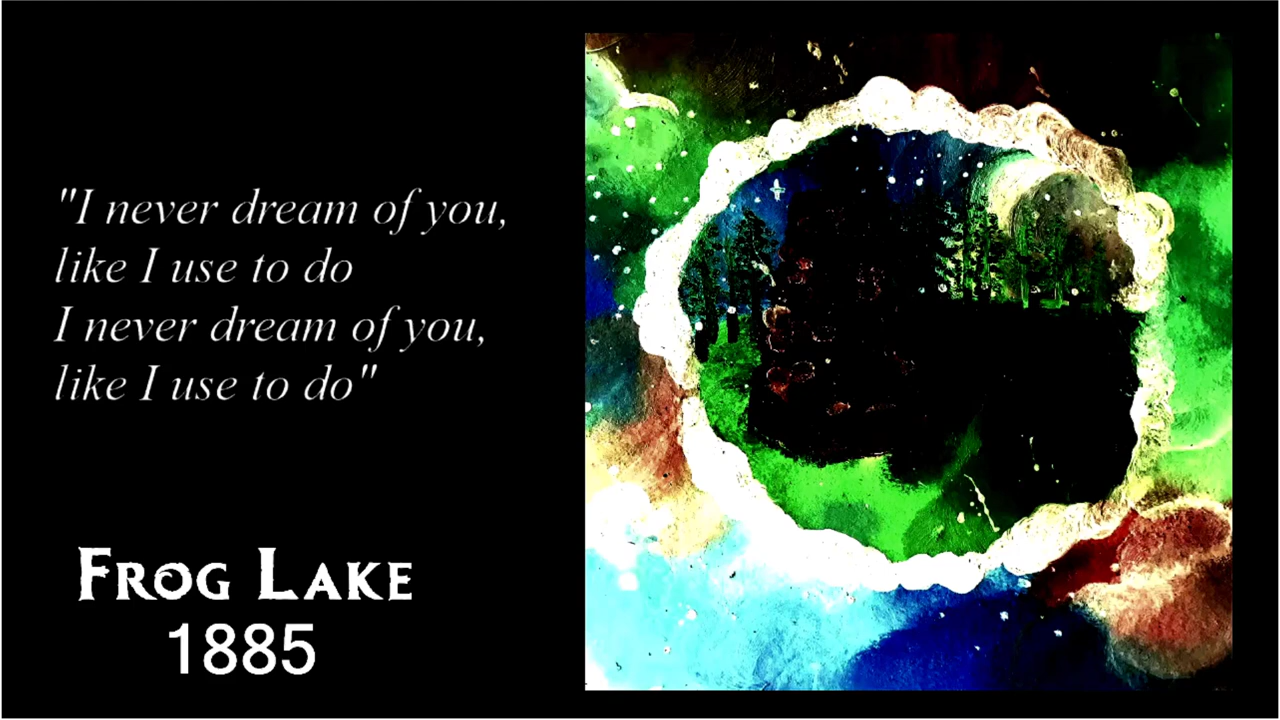 "I never dream of you,
like I use to do
I never dream of you,
like I use to do"
Frog Lake
1885